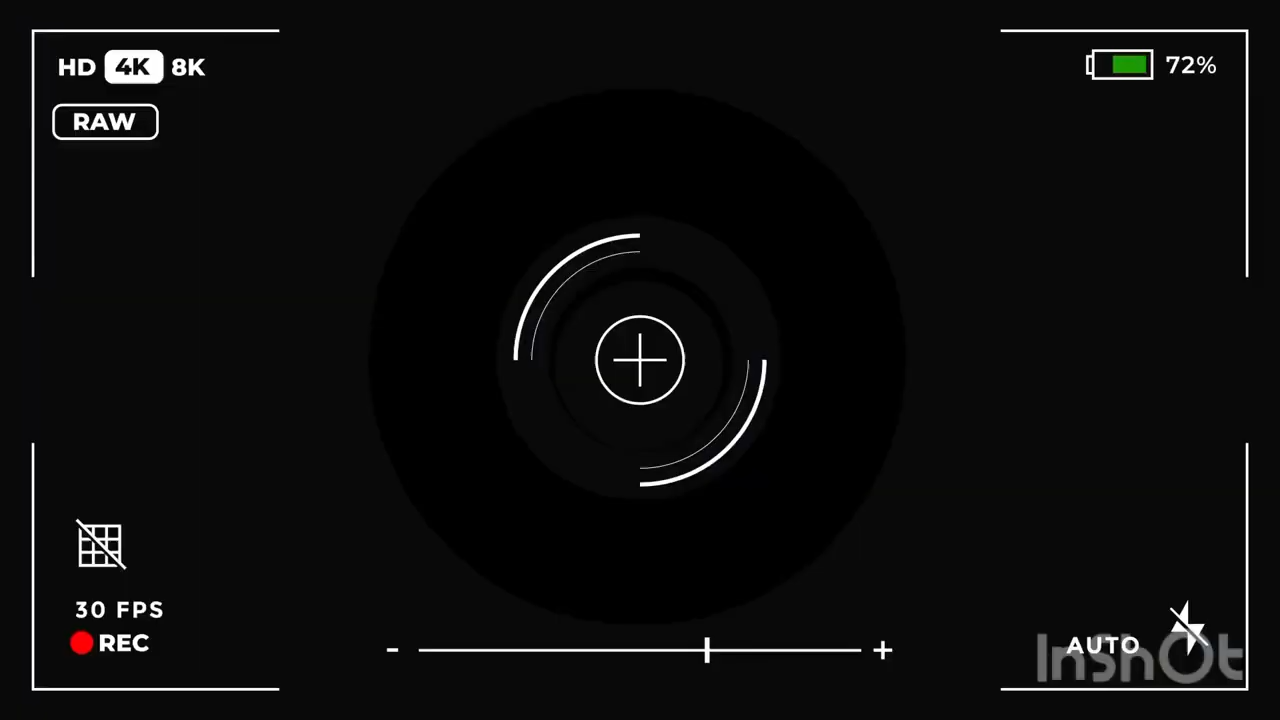 HD 4K 8K
72%
RAW
30 FPS
REC
- +
AUTO
InShOt